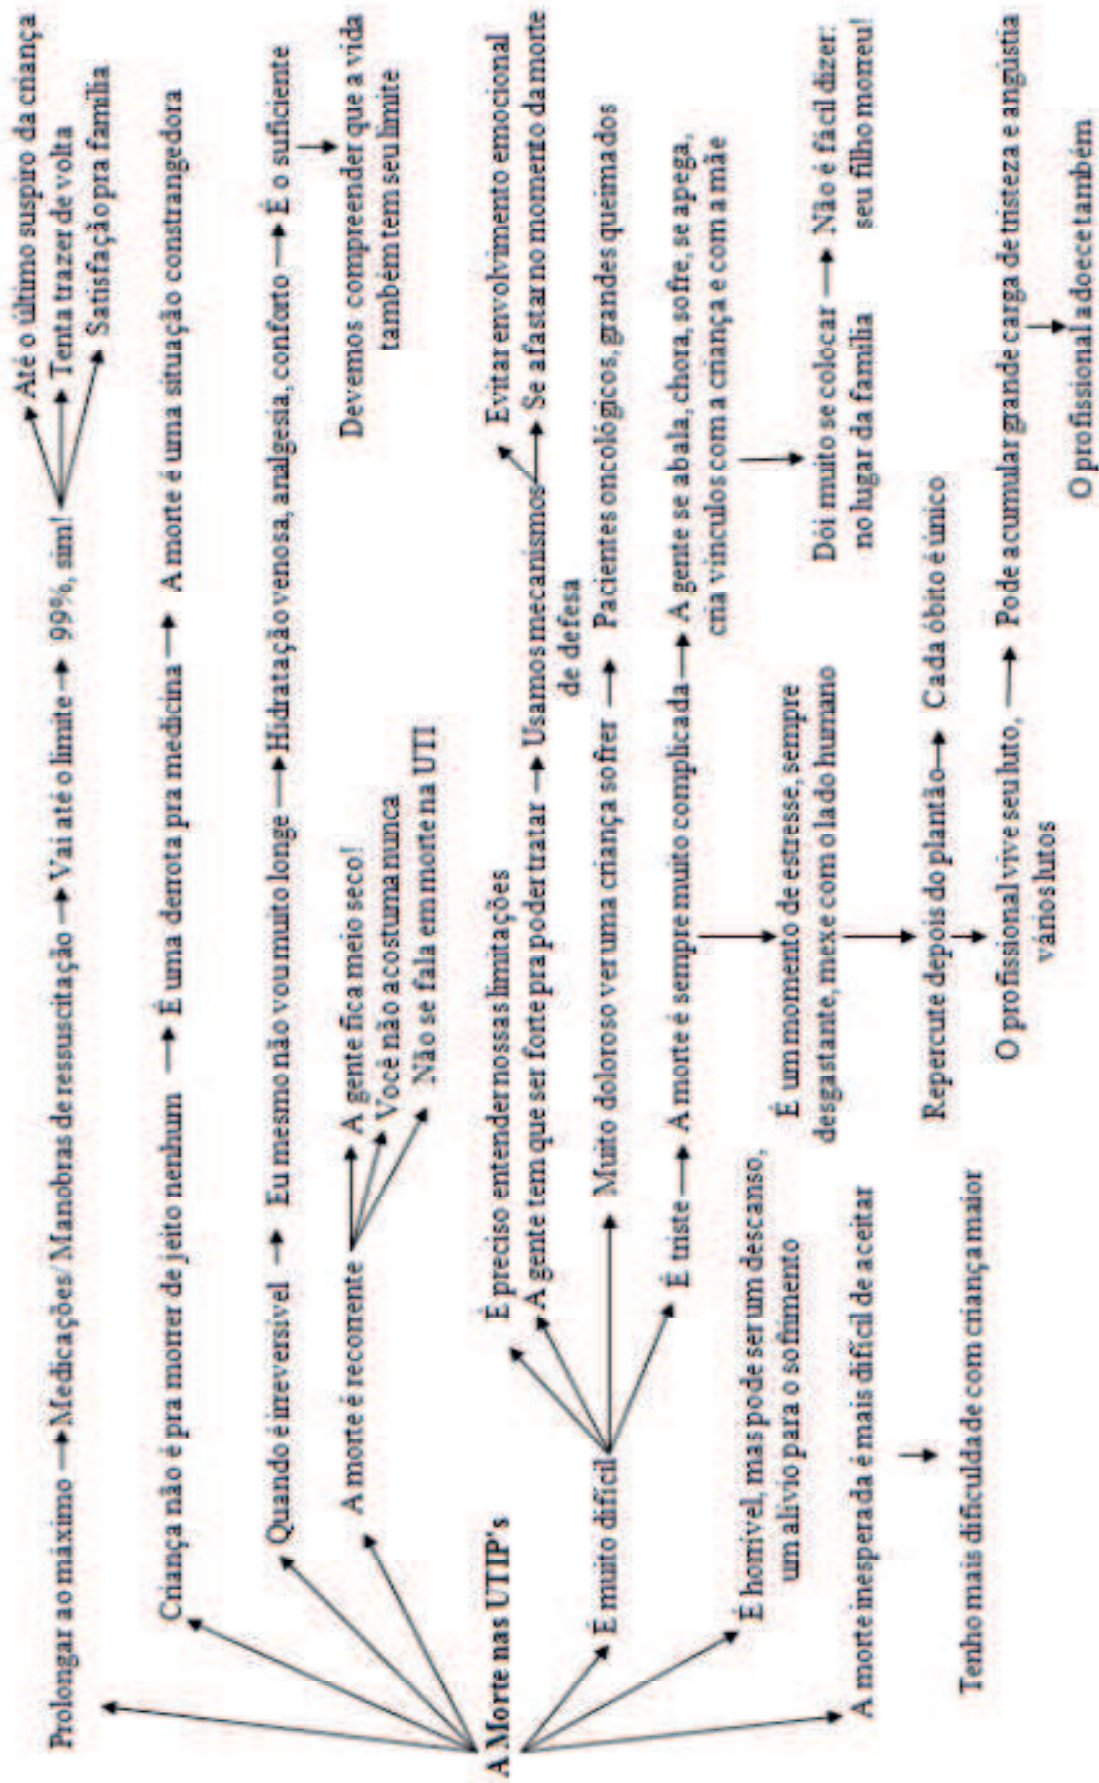 Até o último suspiro da criança
Prolongar ao máximo → Medicações/ Manobras de ressuscitação → Vai até o limite → 99%, sim! → Tenta trazer de volta
Satisfação pra família
Criança não é pra morrer de jeito nenhum → É uma derrota pra medicina → A morte é uma situação constrangedora
Quando é irreversível → Eu mesmo não vou muito longe → Hidratação venosa, analgesia, conforto → É o suficiente
Devemos compreender que a vida
também tem seu limite
A morte é recorrente → A gente fica meio seco!
Você não acostuma nunca
Não se fala em morte na UTI
A Morte nas UTIP's
É preciso entender nossas limitações
Evitar envolvimento emocional
A gente tem que ser forte pra poder tratar → Usamos mecanismos → Se afastar no momento da morte
de defesa
É muito difícil → Muito doloroso ver uma criança sofrer → Pacientes oncológicos, grandes queimados
É triste → A morte é sempre muito complicada → A gente se abala, chora, sofre, se apega,
cria vínculos com a criança e com a mãe
É horrível, mas pode ser um descanso,
um alívio para o sofrimento
É um momento de estresse, sempre
desgastante, mexe com o lado humano
Dói muito se colocar → Não é fácil dizer:
no lugar da família seu filho morreu!
A morte inesperada é mais difícil de aceitar
Repercute depois do plantão → Cada óbito é único
Tenho mais dificuldade com criança maior
O profissional vive seu luto, → Pode acumular grande carga de tristeza e angústia
vários lutos
O profissional adoece também